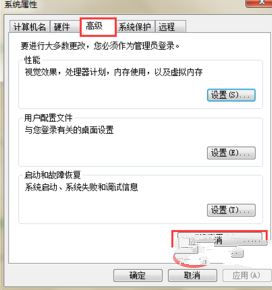 系统属性
计算机名 硬件 高级 系统保护 远程
要进行大多数更改，您必须作为管理员登录。
性能
视觉效果，处理器计划，内存使用，以及虚拟内存
设置(S)...
用户配置文件
与您登录有关的桌面设置
设置(E)...
启动和故障恢复
系统启动、系统失败和调试信息
设置(T)...
消
确定 取消 应用(A)